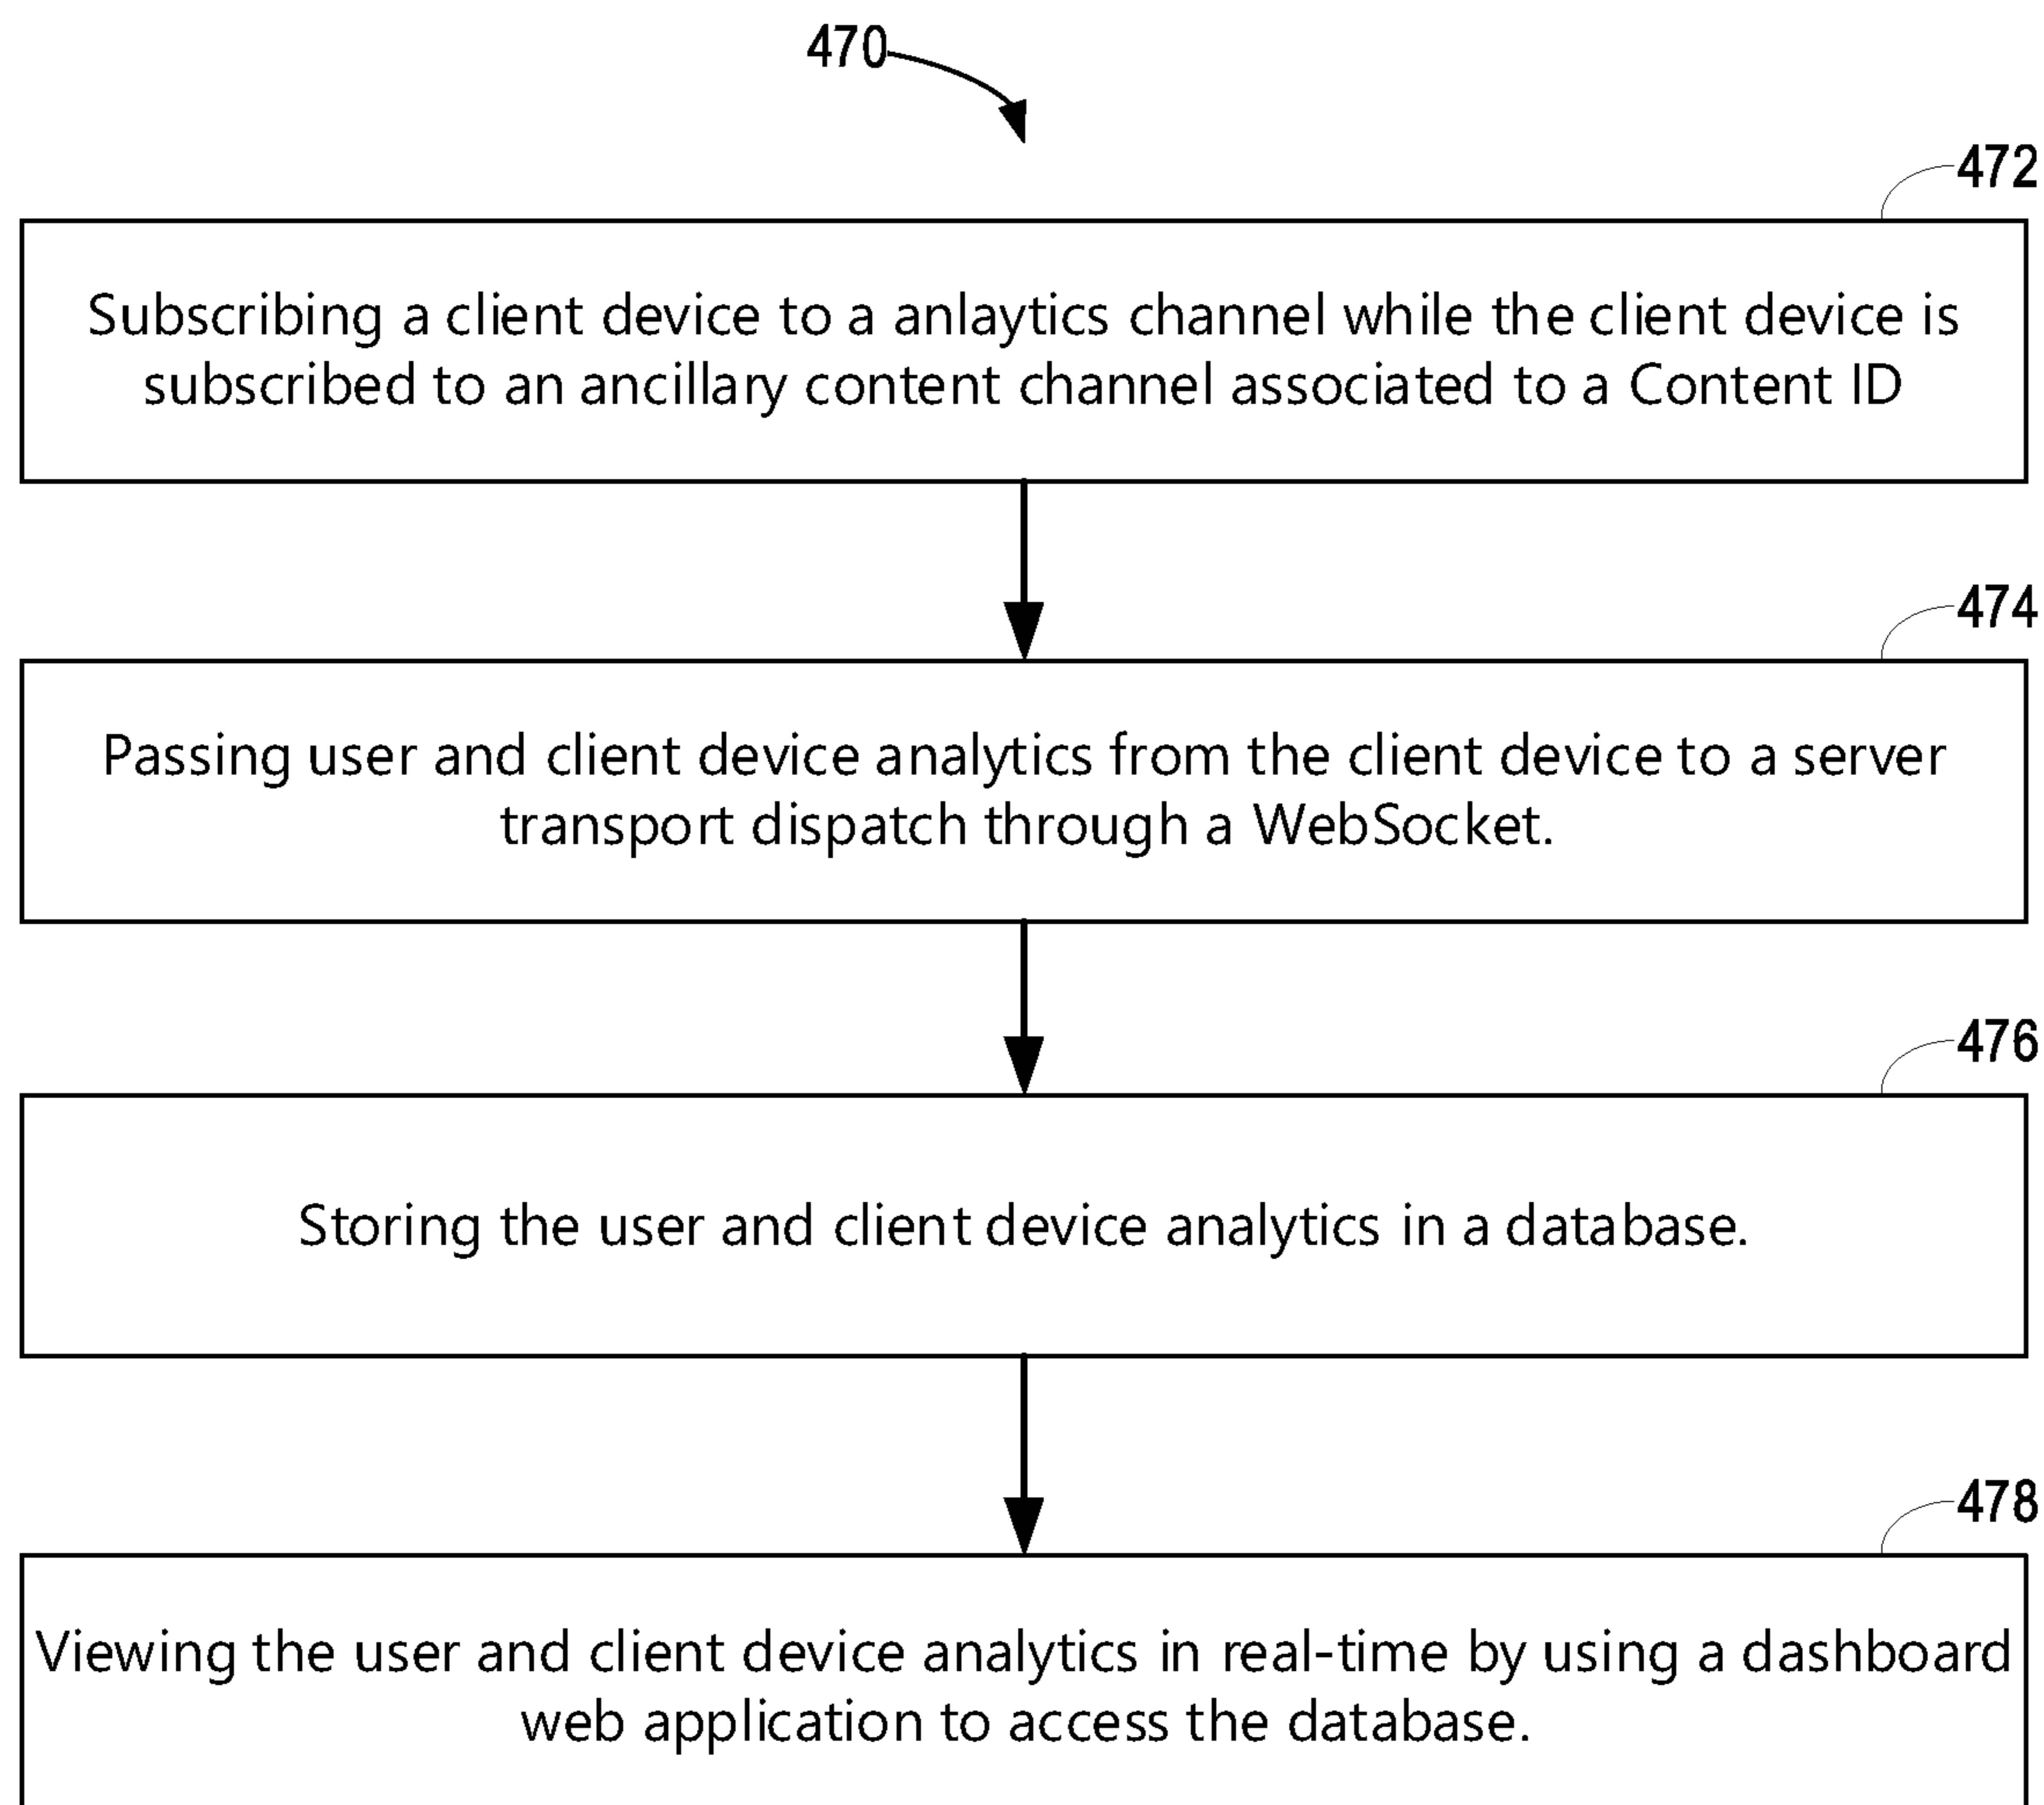 470
472
Subscribing a client device to a anlaytics channel while the client device is
subscribed to an ancillary content channel associated to a Content ID
474
Passing user and client device analytics from the client device to a server
transport dispatch through a WebSocket.
476
Storing the user and client device analytics in a database.
478
Viewing the user and client device analytics in real-time by using a dashboard
web application to access the database.